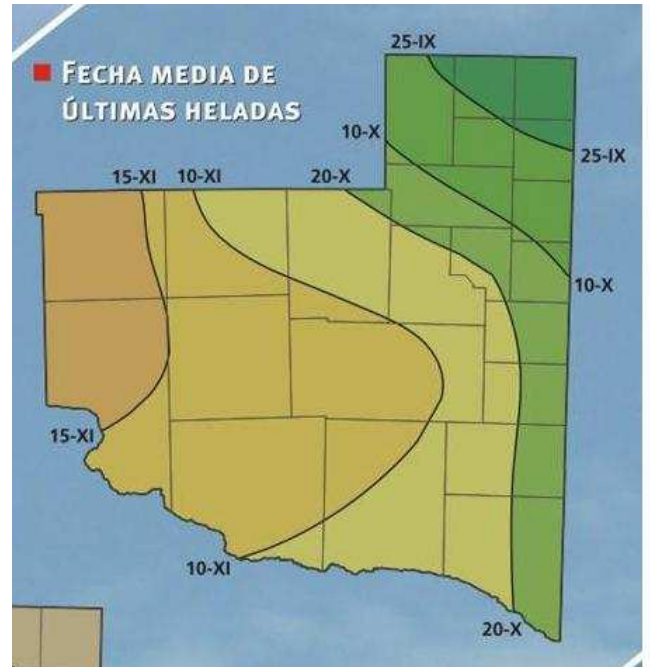 FECHA MEDIA DE
ÚLTIMAS HELADAS
25-IX
10-X
25-IX
15-XI 10-XI 20-X
10-X
15-XI
10-XI
20-X